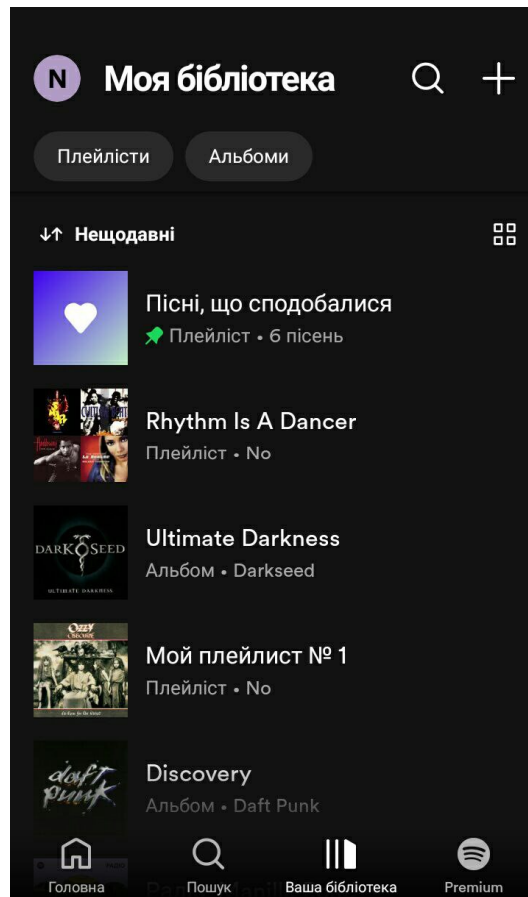 N Моя бібліотека
Плейлісти Альбоми
Нещодавні
Пісні, що сподобалися
Плейліст • 6 пісень
Rhythm Is A Dancer
Плейліст • No
DARKSEED
ULTIMATE DARKNESS
Ultimate Darkness
Альбом • Darkseed
OZZY
OSBOURNE
Мой плейлист № 1
Плейліст • No
daft
punk
Discovery
Альбом • Daft Punk
Головна Пошук Ваша бібліотека Premium